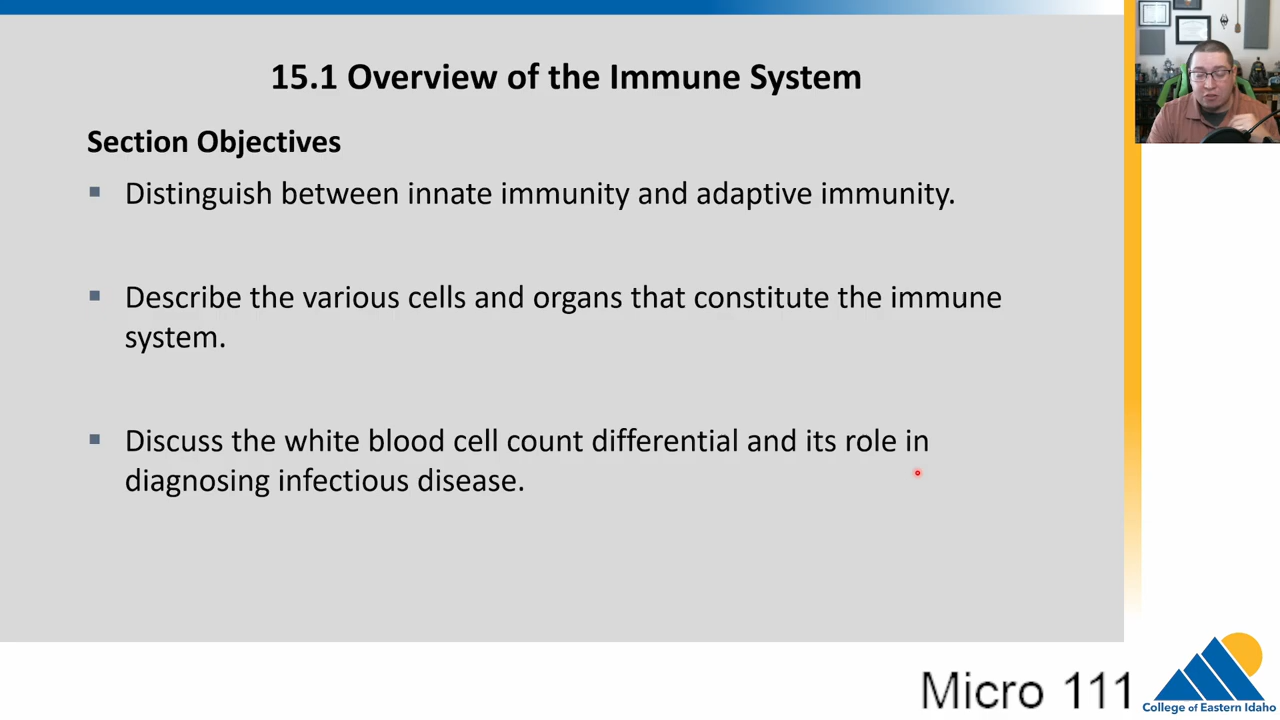 15.1 Overview of the Immune System
Section Objectives
▪ Distinguish between innate immunity and adaptive immunity.
▪ Describe the various cells and organs that constitute the immune
system.
▪ Discuss the white blood cell count differential and its role in
diagnosing infectious disease.
Micro 111
College of Eastern Idaho